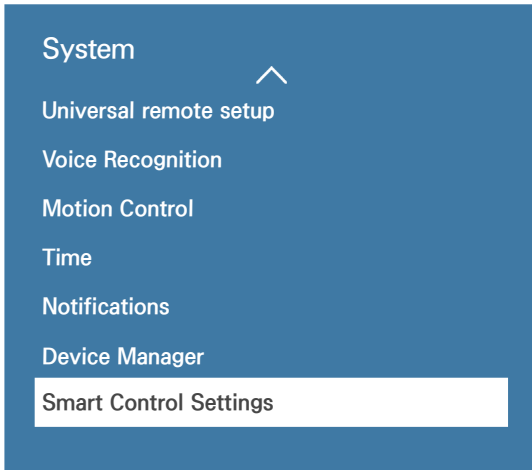 System
Universal remote setup
Voice Recognition
Motion Control
Time
Notifications
Device Manager
Smart Control Settings